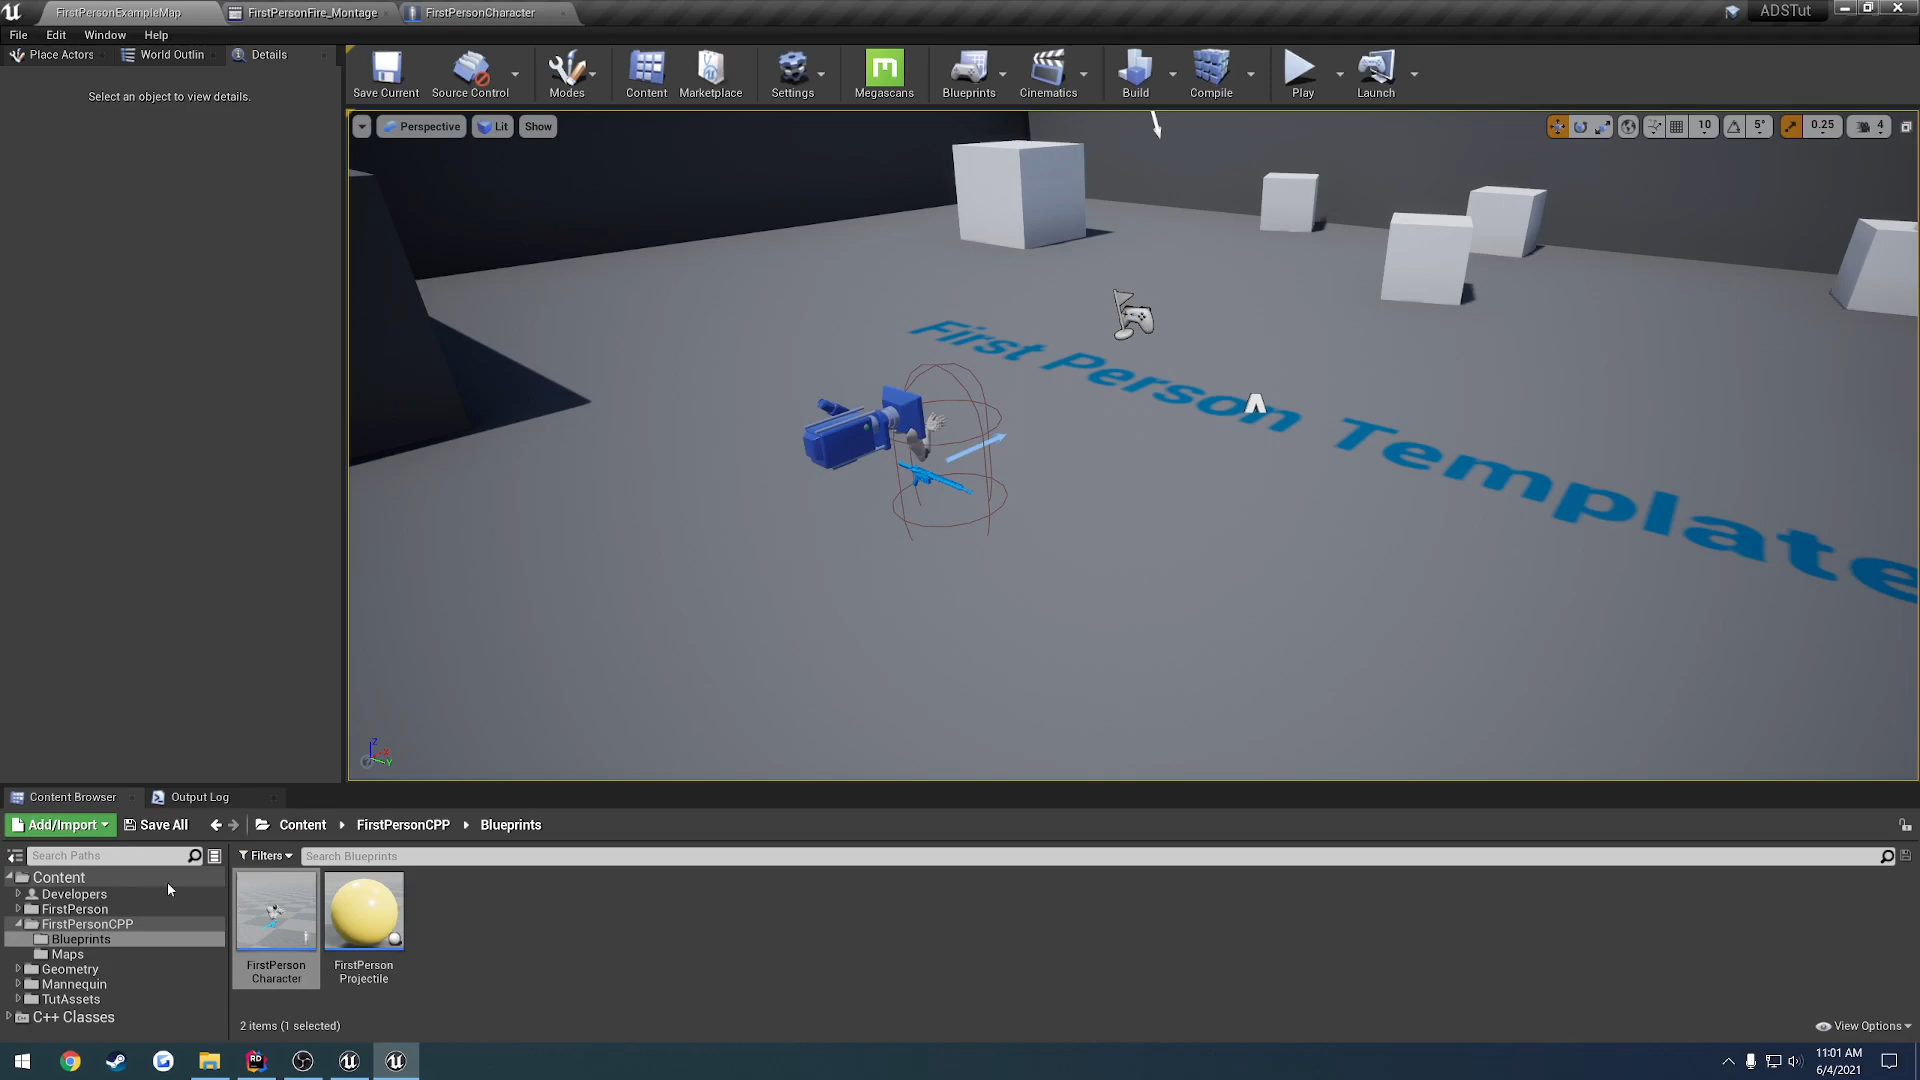 FirstPersonExampleMap
FirstPersonFire_Montage
FirstPersonCharacter
ADSTut
File Edit Window Help
Place Actors
World Outlin
Details
Select an object to view details.
Save Current
Source Control
Modes
Content
Marketplace
Settings
Megascans
Blueprints
Cinematics
Build
Compile
Play
Launch
Perspective
Lit
Show
10
5°
0.25
4
First Person Template
Z
X
Y
Content Browser
Output Log
Add/Import
Save All
Content
FirstPersonCPP
Blueprints
Search Paths
Filters
Search Blueprints
Content
Developers
FirstPerson
FirstPersonCPP
Blueprints
Maps
Geometry
Mannequin
TutAssets
C++ Classes
FirstPerson
Character
FirstPerson
Projectile
2 items (1 selected)
View Options
RD
11:01 AM
6/4/2021